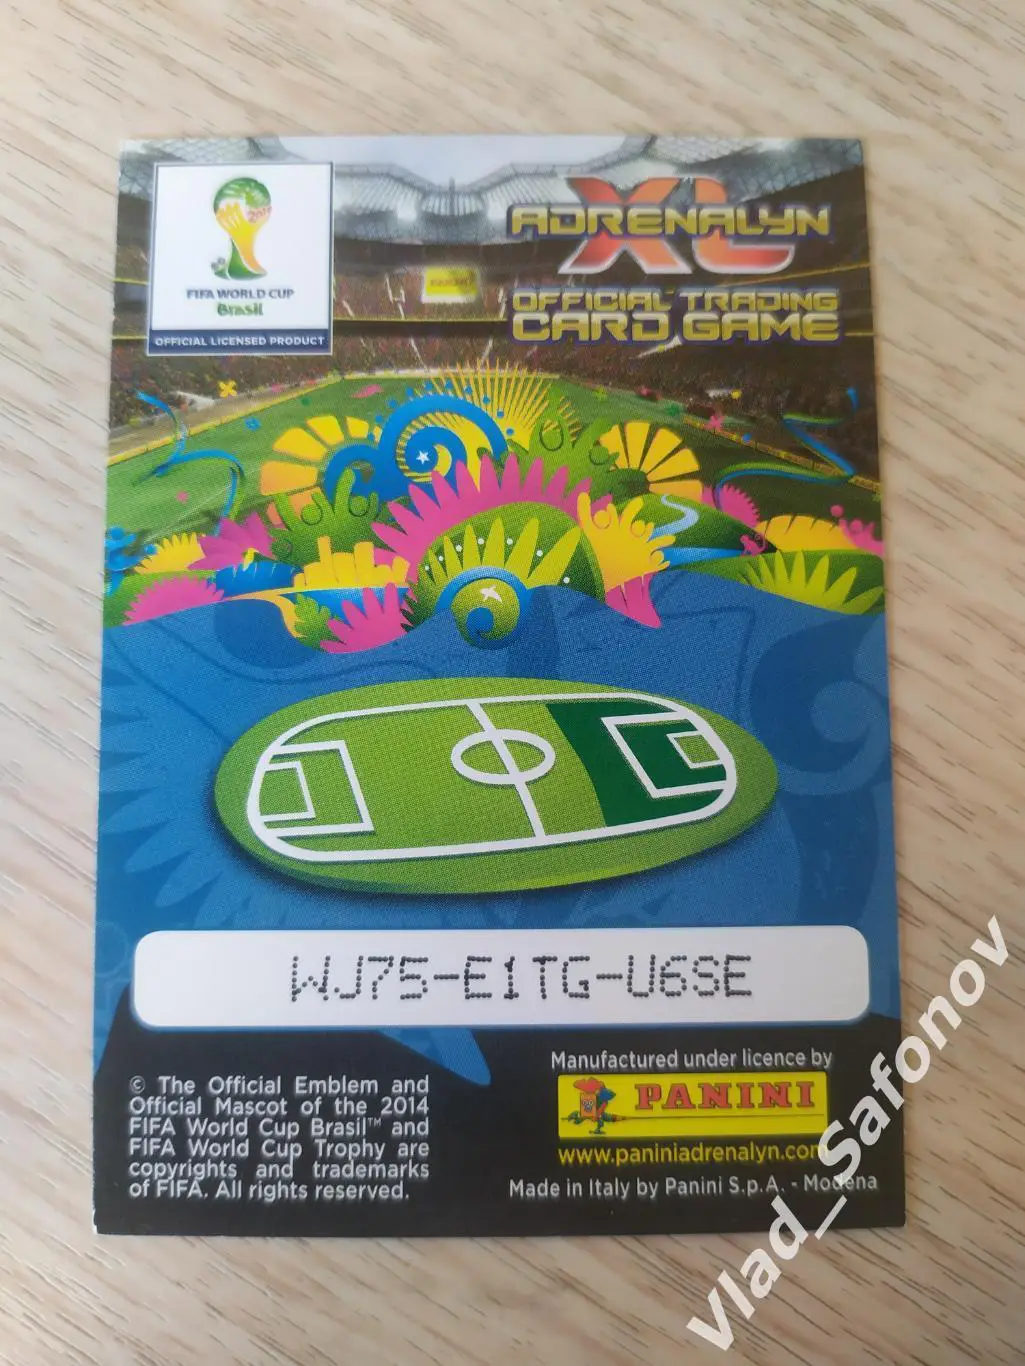 2014
FIFA WORLD CUP
Brasil
OFFICIAL LICENSED PRODUCT
ADRENALYN XL
OFFICIAL TRADING
CARD GAME
PANINI
WJ75-E1TG-U6SE
© The Official Emblem and
Official Mascot of the 2014
FIFA World Cup Brasil™ and
FIFA World Cup Trophy are
copyrights and trademarks
of FIFA. All rights reserved.
Manufactured under licence by
PANINI
www.paniniadrenalyn.com
Made in Italy by Panini S.p.A. - Modena
Vlad_Safonov